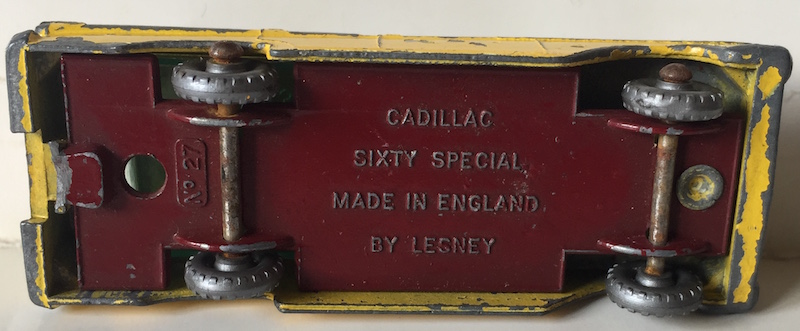 No 27
CADILLAC
SIXTY SPECIAL
MADE IN ENGLAND
BY LESNEY